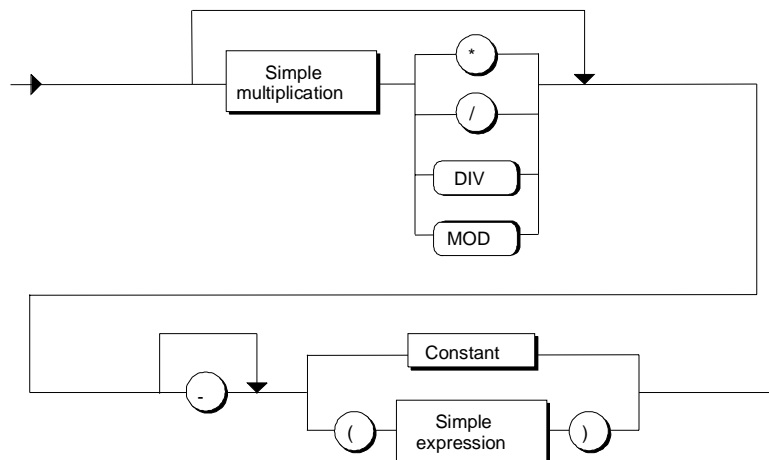 *
Simple
multiplication
/
DIV
MOD
Constant
-
(
Simple
expression
)